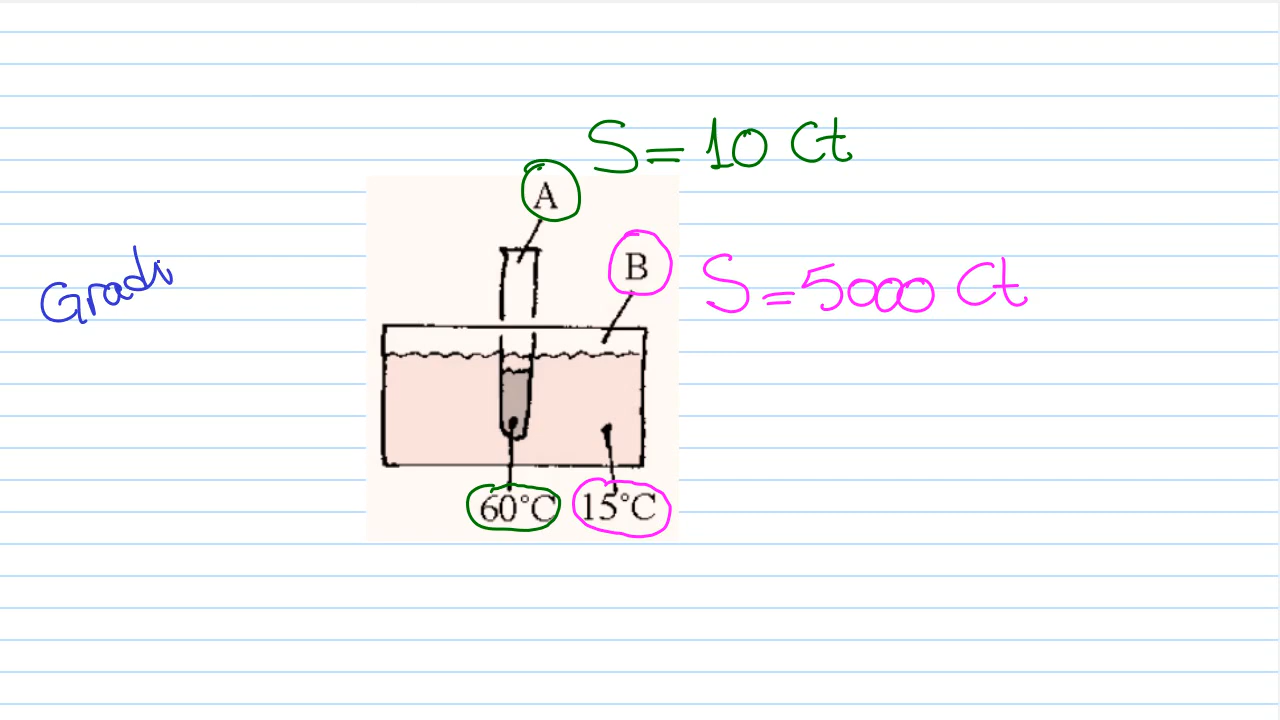 S = 10 Ct
A
B
S = 5000 Ct
Gradi
60°C 15°C